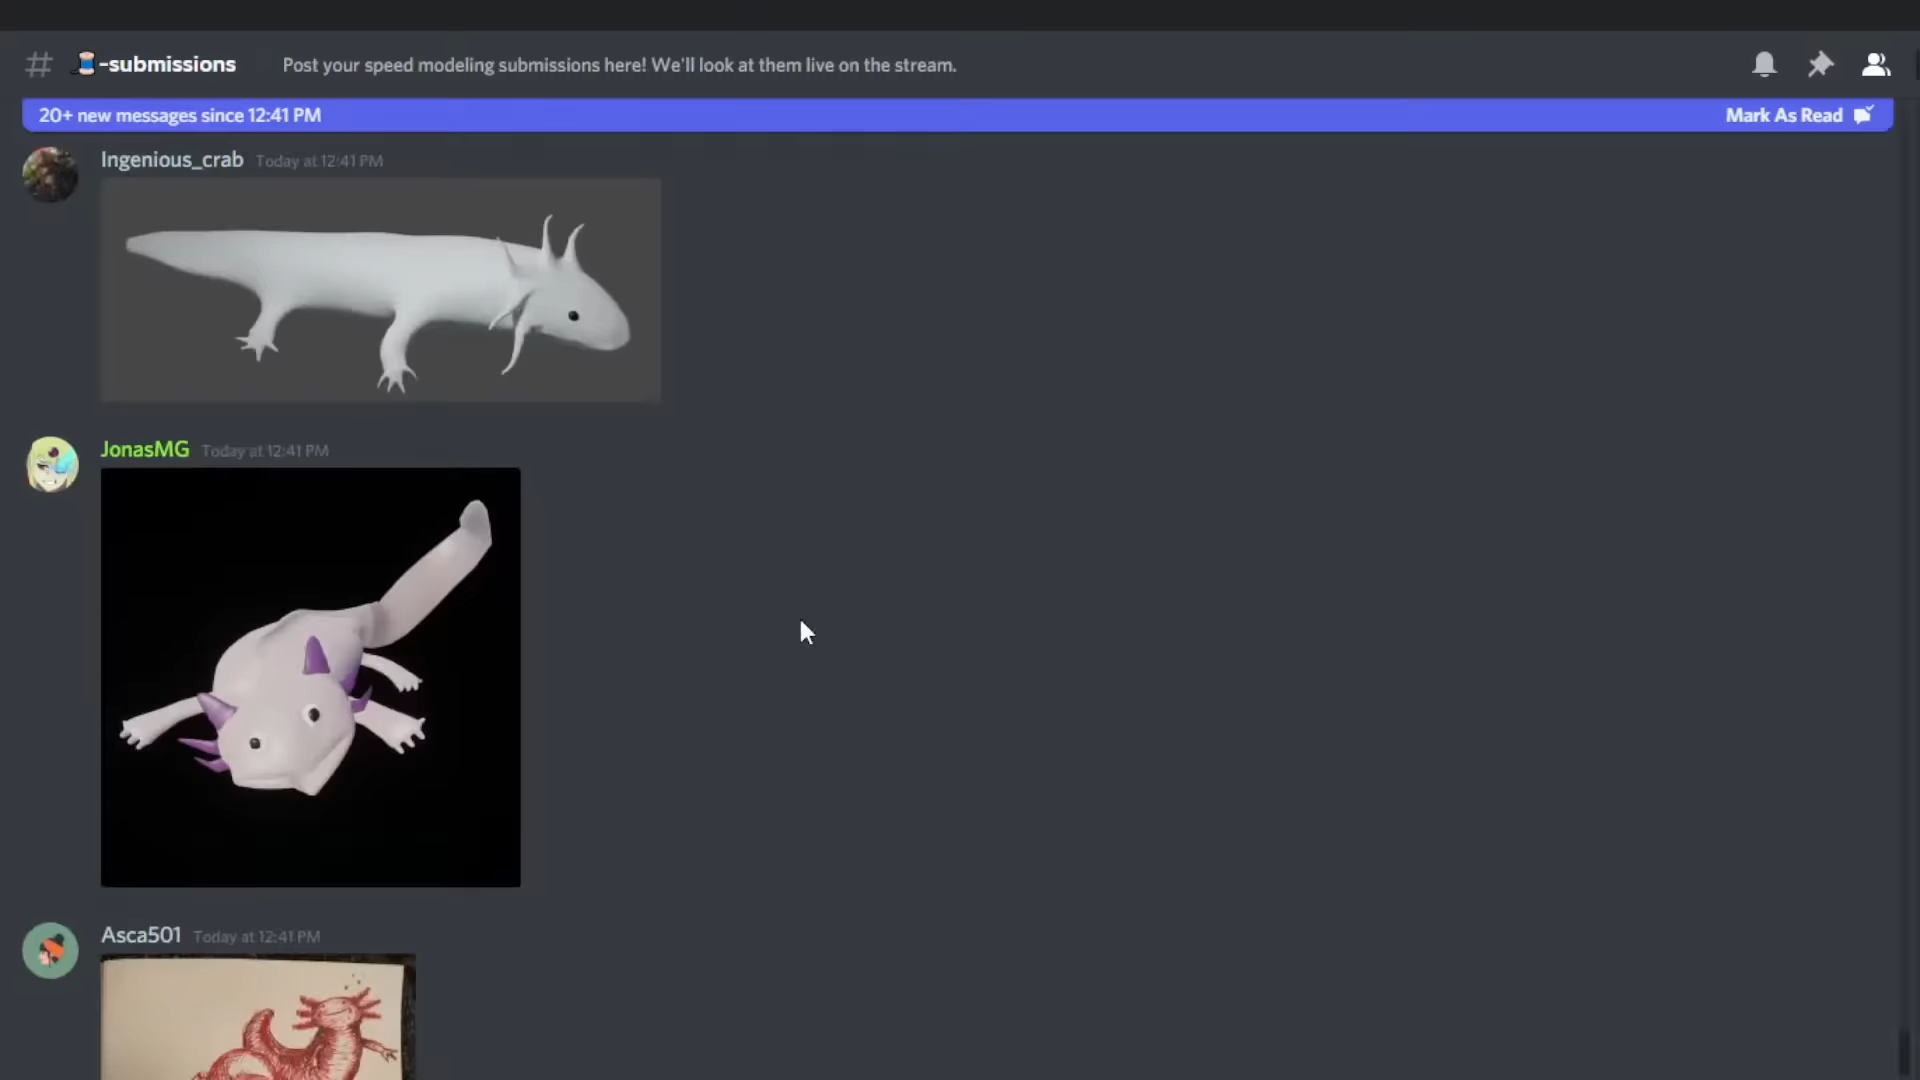 -submissions
Post your speed modeling submissions here! We'll look at them live on the stream.
20+ new messages since 12:41 PM
Mark As Read
Ingenious_crab Today at 12:41 PM
JonasMG Today at 12:41 PM
Asca501 Today at 12:41 PM